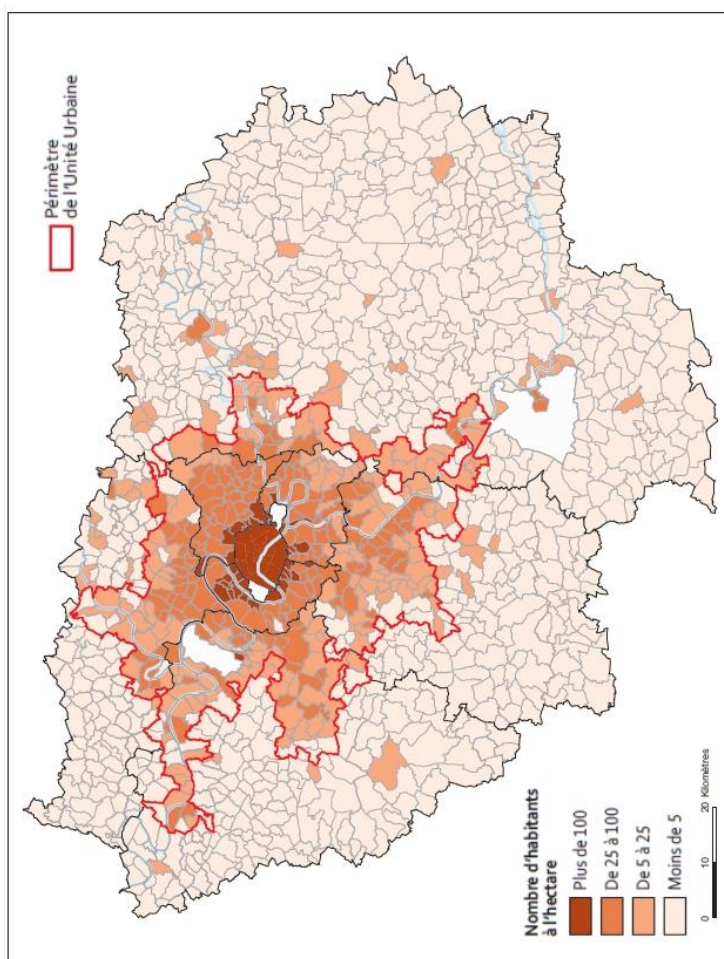 Périmètre
de l'Unité Urbaine
Nombre d'habitants
à l'hectare
Plus de 100
De 25 à 100
De 5 à 25
Moins de 5
0 10 20 Kilomètres